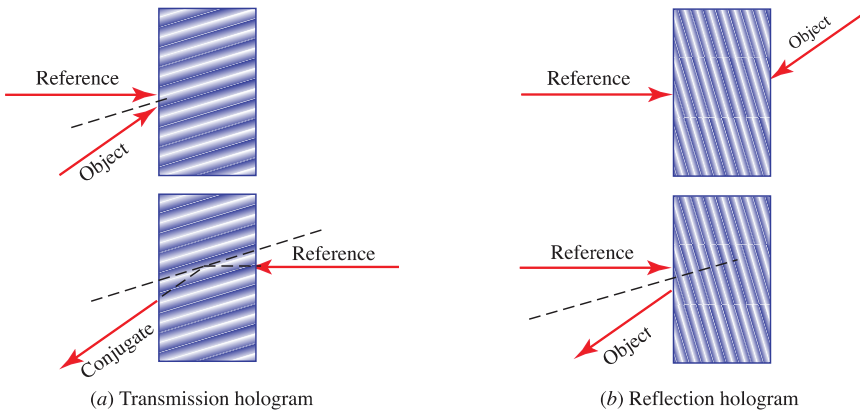 Reference
Object
Reference
Conjugate
(a) Transmission hologram
Object
Reference
Reference
Object
(b) Reflection hologram